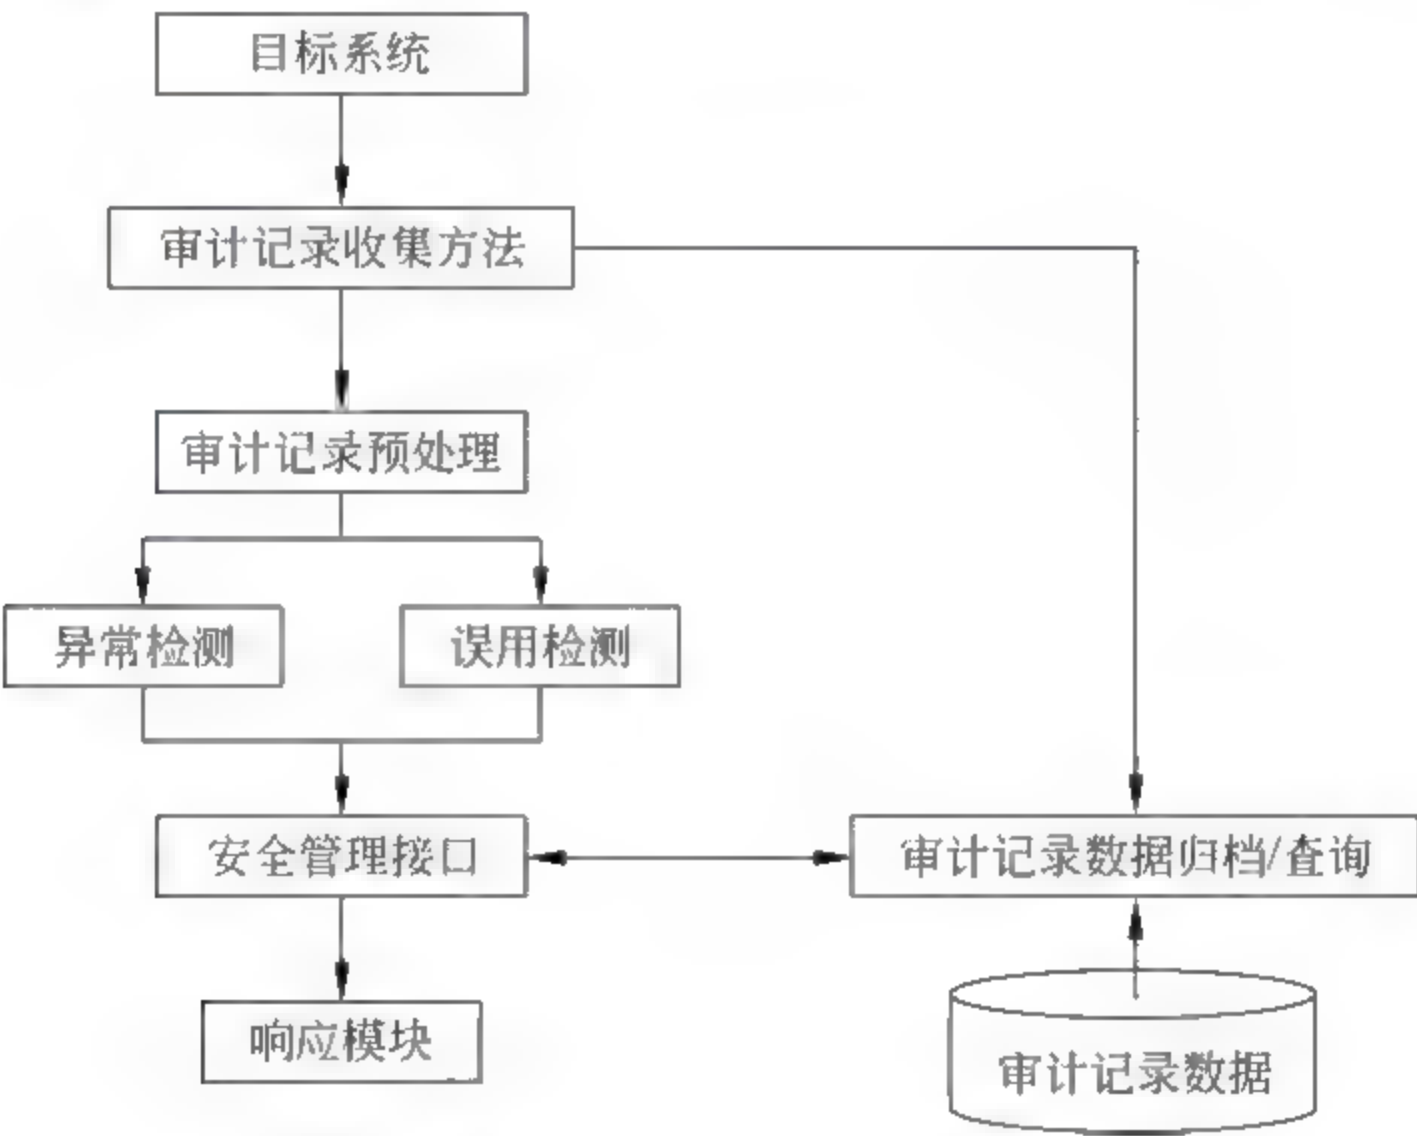 目标系统
审计记录收集方法
审计记录预处理
异常检测
误用检测
安全管理接口
审计记录数据归档/查询
响应模块
审计记录数据